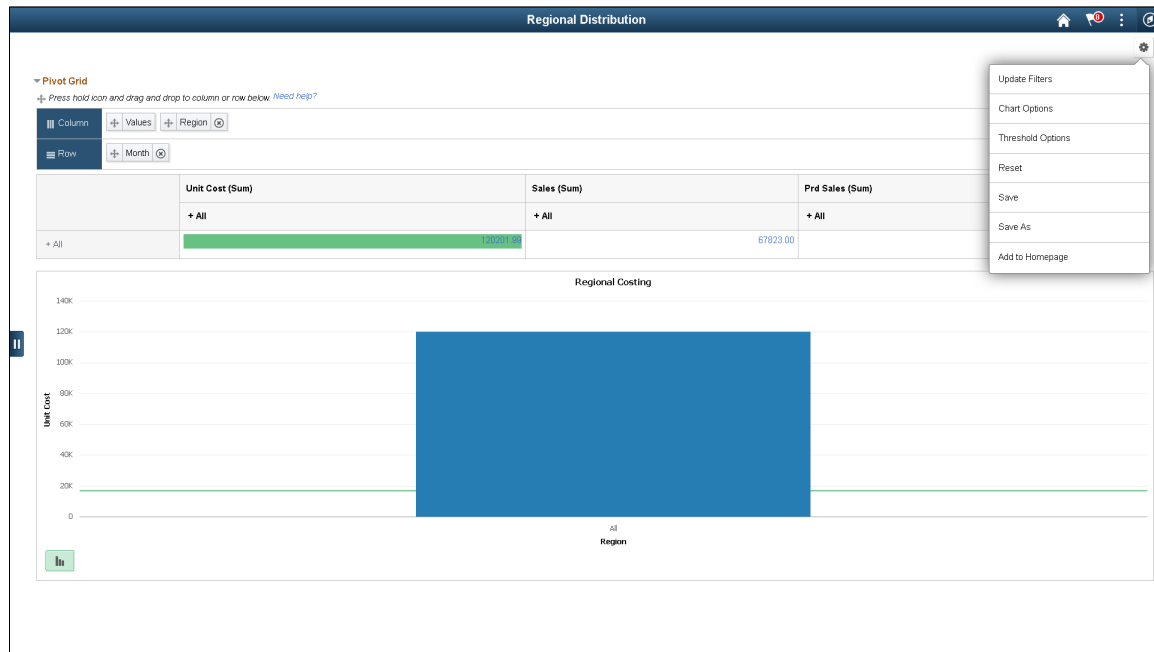 Regional Distribution
8
Pivot Grid
Press hold icon and drag and drop to column or row below. Need help?
Column Values Region
Row Month
Unit Cost (Sum) Sales (Sum) Prd Sales (Sum)
+ All + All + All
+ All 120201.89 67823.00
Update Filters
Chart Options
Threshold Options
Reset
Save
Save As
Add to Homepage
Regional Costing
140K
120K
100K
80K
60K
40K
20K
0
Unit Cost
All
Region